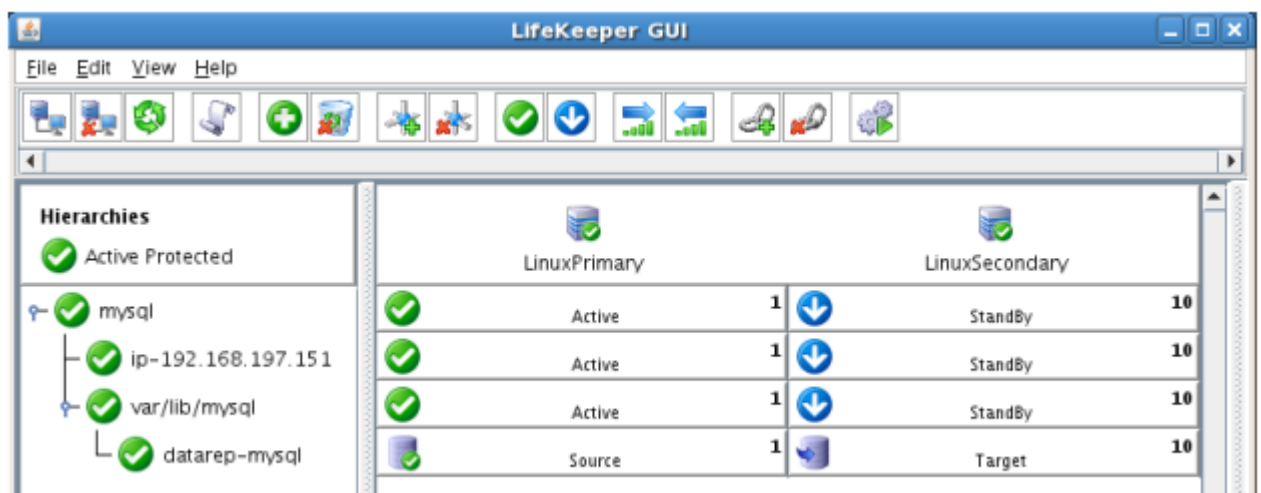 LifeKeeper GUI
File Edit View Help
Hierarchies
Active Protected
LinuxPrimary LinuxSecondary
mysql Active 1 StandBy 10
ip-192.168.197.151 Active 1 StandBy 10
var/lib/mysql Active 1 StandBy 10
datarep-mysql Source 1 Target 10